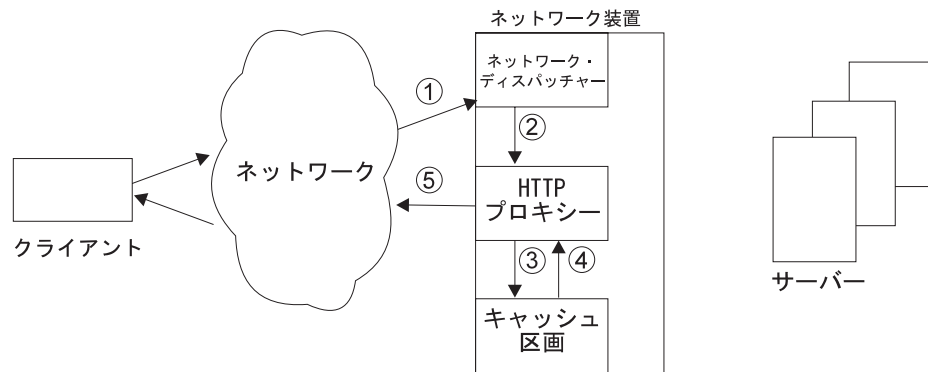 ネットワーク装置
ネットワーク・
ディスパッチャー
①
②
ネットワーク
⑤
HTTP
プロキシー
クライアント
③
④
サーバー
キャッシュ
区画